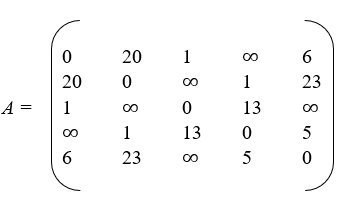 0 20 1 ∞ 6
20 0 ∞ 1 23
A = 1 ∞ 0 13 ∞
∞ 1 13 0 5
6 23 ∞ 5 0